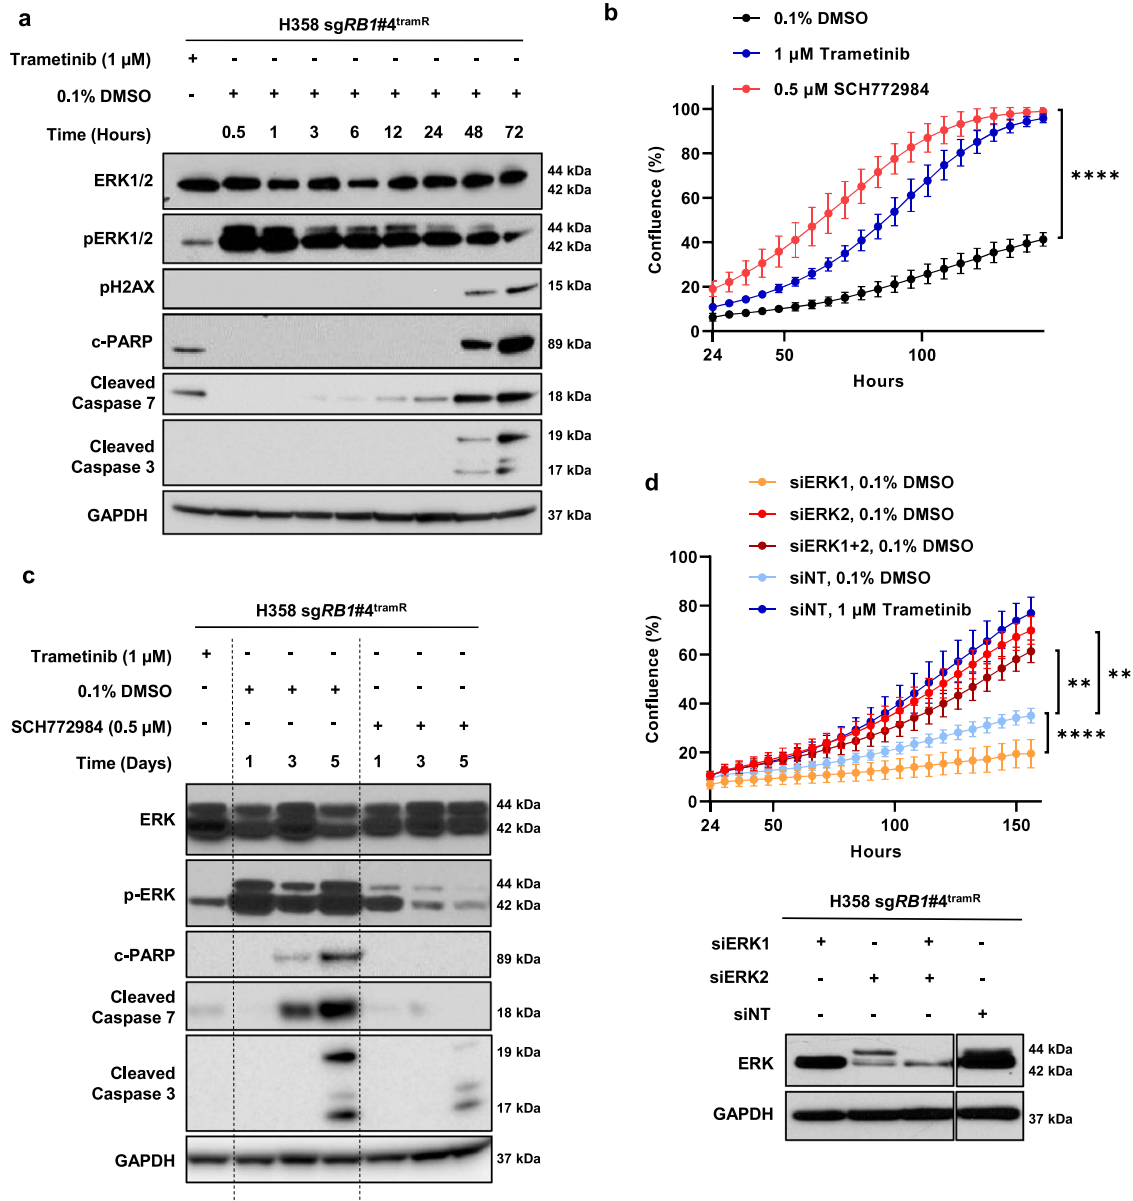 a
H358 sgRB1#4tramR
Trametinib (1 µM) + - - - - - - - -
0.1% DMSO - + + + + + + + +
Time (Hours) 0.5 1 3 6 12 24 48 72
ERK1/2 44 kDa
42 kDa
pERK1/2 44 kDa
42 kDa
pH2AX 15 kDa
c-PARP 89 kDa
Cleaved
Caspase 7 18 kDa
Cleaved
Caspase 3
19 kDa
17 kDa
GAPDH 37 kDa
b
0.1% DMSO
1 µM Trametinib
0.5 µM SCH772984
Confluence (%)
100
80
60
40
20
0
24 50 100
Hours
****
c
H358 sgRB1#4tramR
Trametinib (1 µM) + - - - - - -
0.1% DMSO - + + + - - -
SCH772984 (0.5 µM) - - - - + + +
Time (Days) 1 3 5 1 3 5
ERK 44 kDa
42 kDa
p-ERK 44 kDa
42 kDa
c-PARP 89 kDa
Cleaved
Caspase 7 18 kDa
Cleaved
Caspase 3
19 kDa
17 kDa
GAPDH 37 kDa
d
siERK1, 0.1% DMSO
siERK2, 0.1% DMSO
siERK1+2, 0.1% DMSO
siNT, 0.1% DMSO
siNT, 1 µM Trametinib
Confluence (%)
100
80
60
40
20
0
24 50 100 150
Hours
**
**
****
H358 sgRB1#4tramR
siERK1 + - + -
siERK2 - + + -
siNT - - - +
ERK 44 kDa
42 kDa
GAPDH 37 kDa